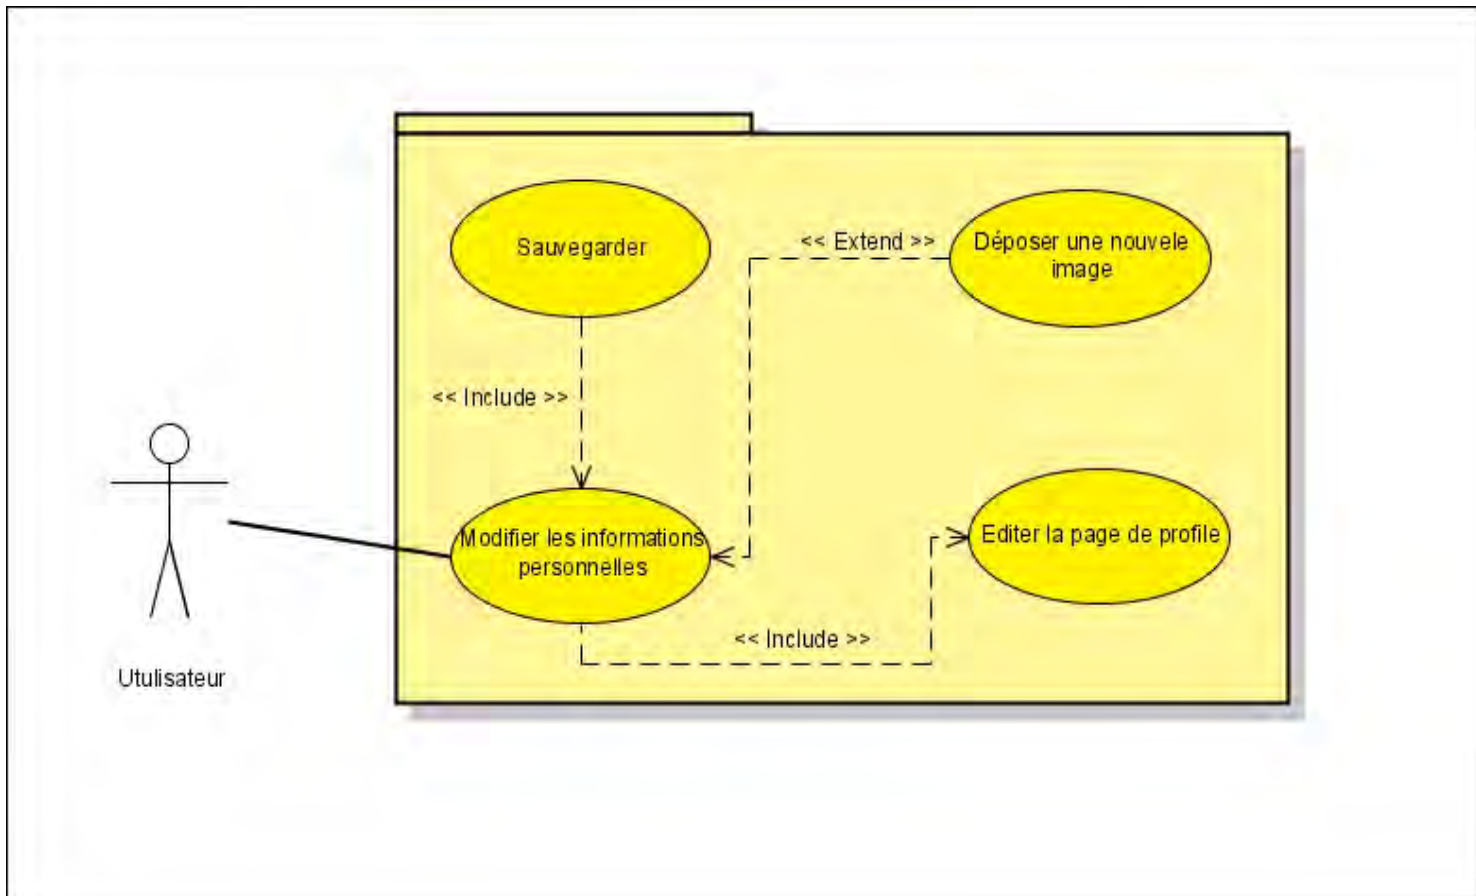 Sauvegarder
<< Extend >>
Déposer une nouvele
image
<< Include >>
Modifier les informations
personnelles
Editer la page de profile
<< Include >>
Utulisateur